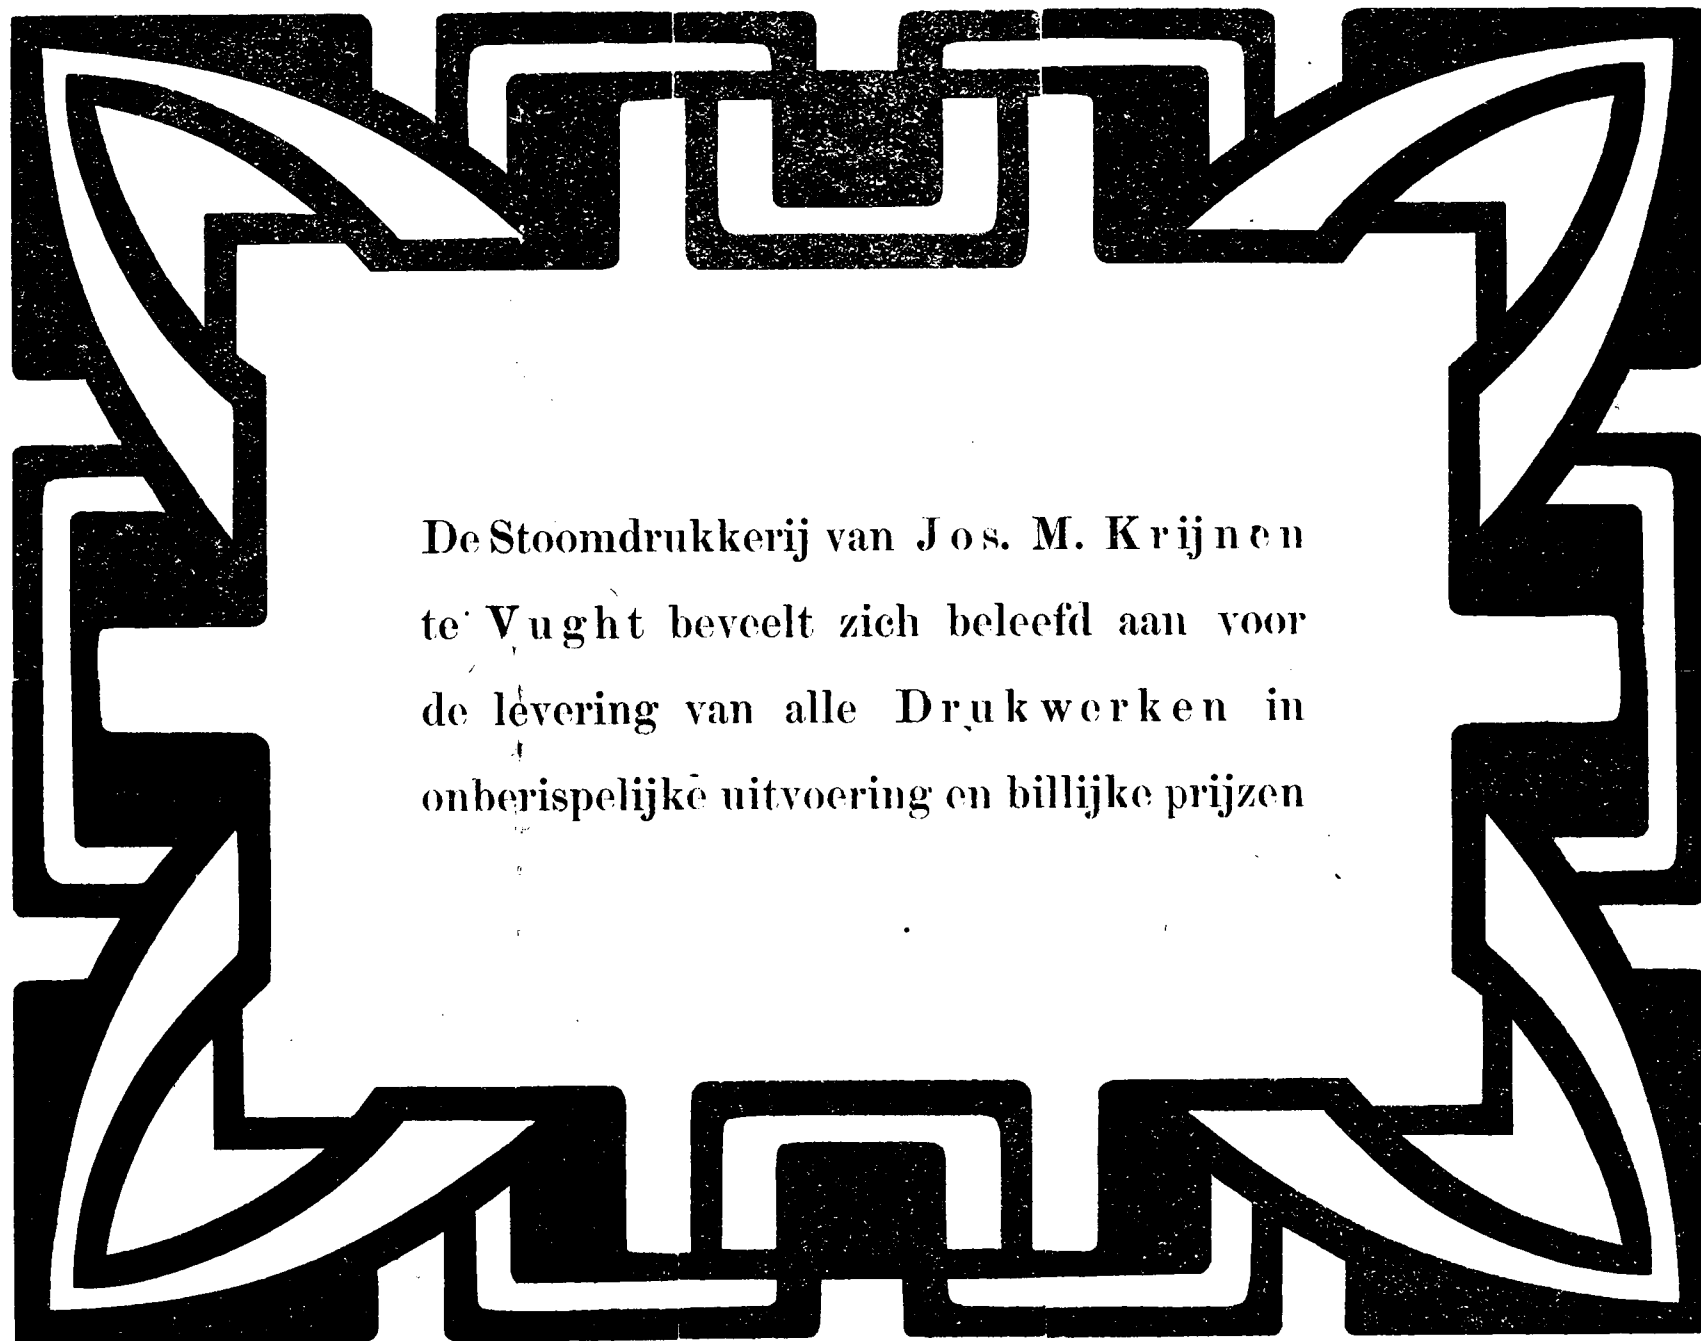 De Stoomdrukkerij van Jos. M. Krijnen
te Vught beveelt zich beleefd aan voor
de levering van alle Drukwerken in
onberispelijke uitvoering en billijke prijzen